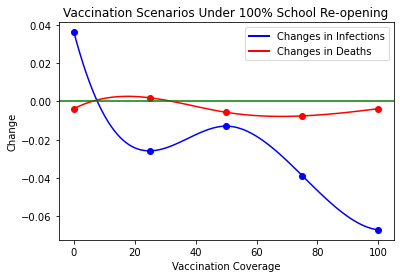 Vaccination Scenarios Under 100% School Re-opening
0.04
0.02
0.00
−0.02
−0.04
−0.06
Change
Changes in Infections
Changes in Deaths
0 20 40 60 80 100
Vaccination Coverage